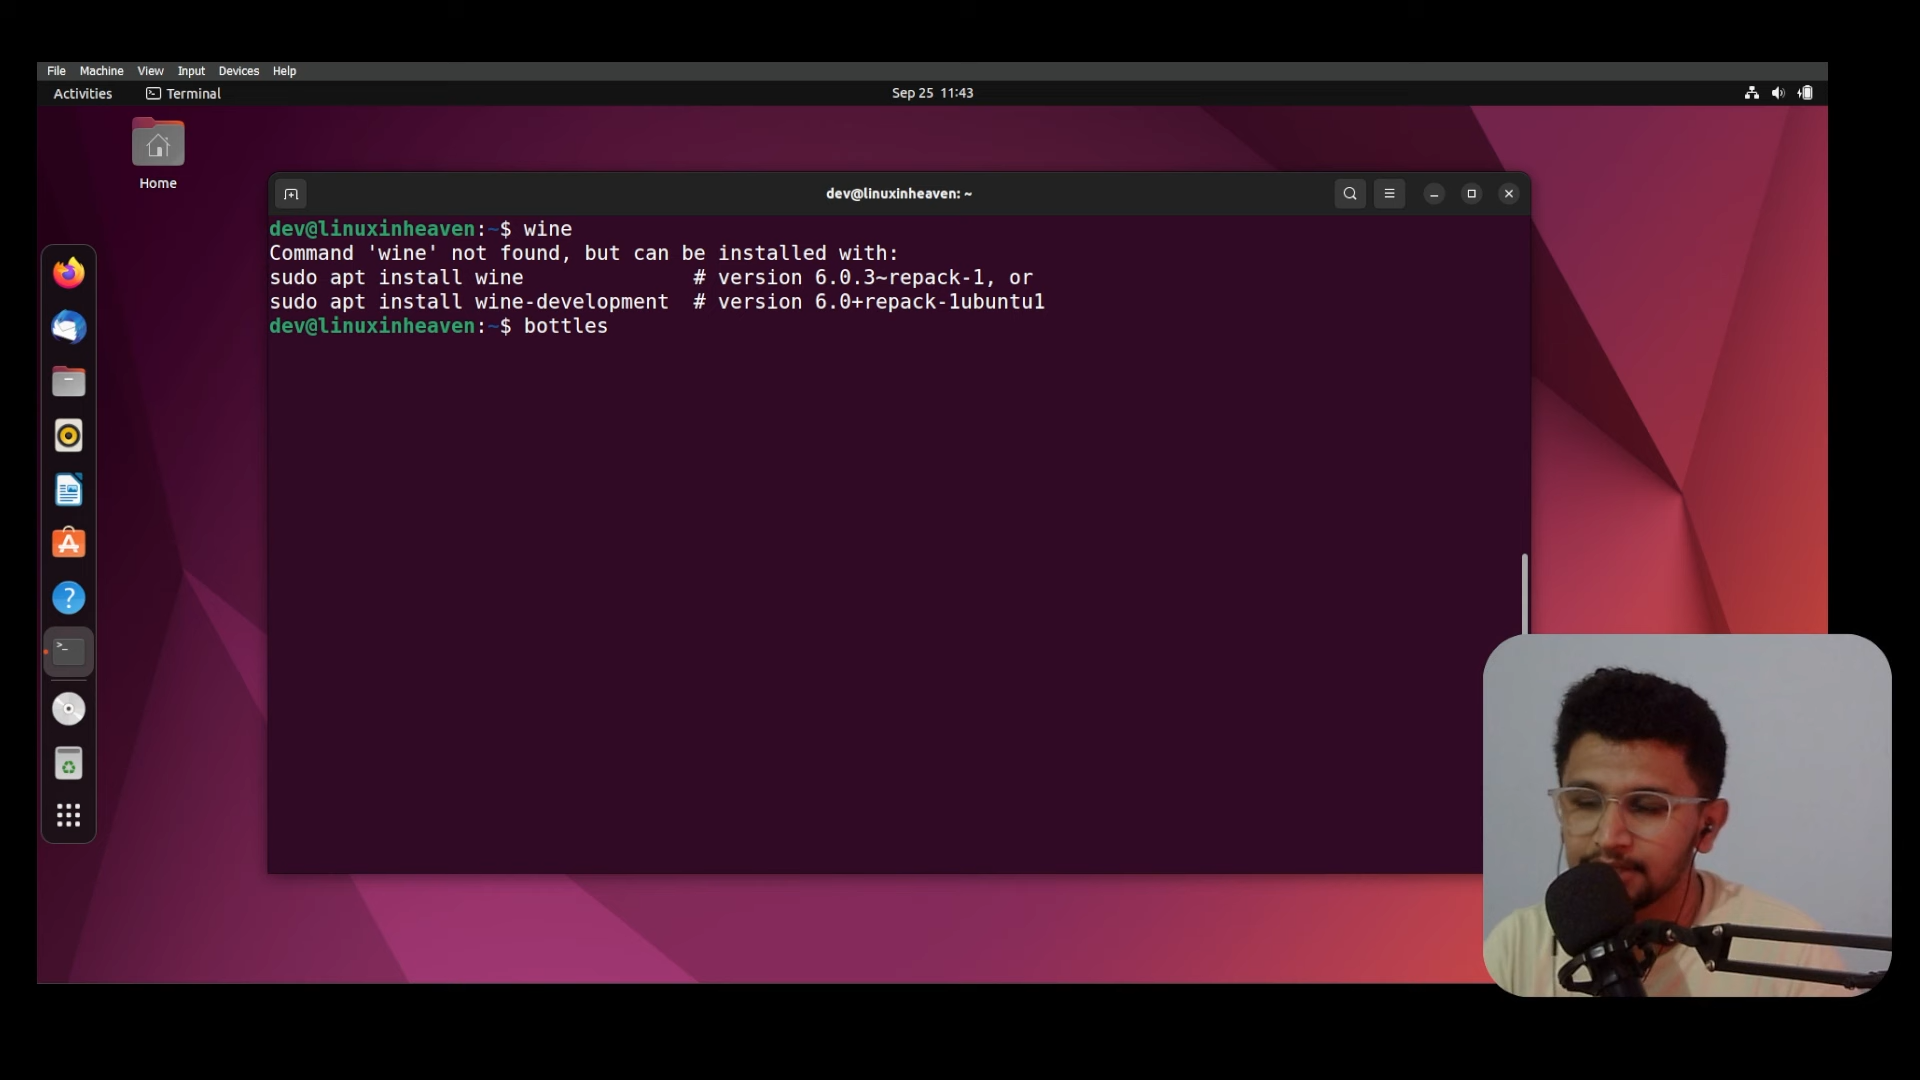 File Machine View Input Devices Help
Activities Terminal Sep 25 11:43
Home
dev@linuxinheaven: ~
dev@linuxinheaven:~$ wine
Command 'wine' not found, but can be installed with:
sudo apt install wine # version 6.0.3~repack-1, or
sudo apt install wine-development # version 6.0+repack-1ubuntu1
dev@linuxinheaven:~$ bottles